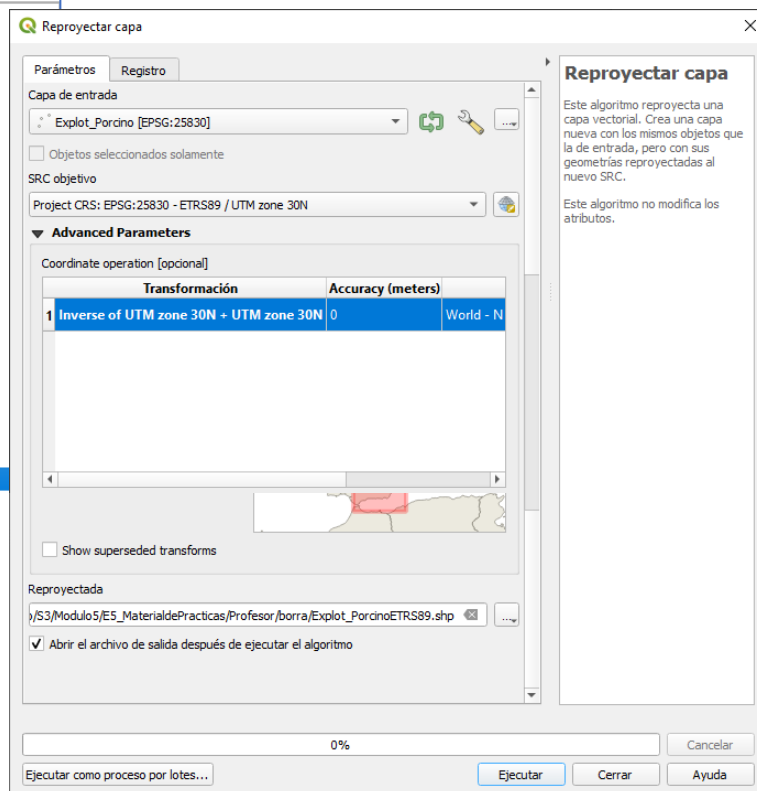 Reproyectar capa
Parámetros
Registro
Capa de entrada
Explot_Porcino [EPSG:25830]
Objetos seleccionados solamente
SRC objetivo
Project CRS: EPSG:25830 - ETRS89 / UTM zone 30N
Advanced Parameters
Coordinate operation [opcional]
Transformación
Accuracy (meters)
1 Inverse of UTM zone 30N + UTM zone 30N
0
World - N
Show superseded transforms
Reproyectada
o/S3/Modulo5/E5_MaterialdePracticas/Profesor/borra/Explot_PorcinoETRS89.shp
...
Abrir el archivo de salida después de ejecutar el algoritmo
0%
Cancelar
Ejecutar como proceso por lotes...
Ejecutar
Cerrar
Ayuda
Reproyectar capa
Este algoritmo reproyecta una
capa vectorial. Crea una capa
nueva con los mismos objetos que
la de entrada, pero con sus
geometrías reproyectadas al
nuevo SRC.
Este algoritmo no modifica los
atributos.